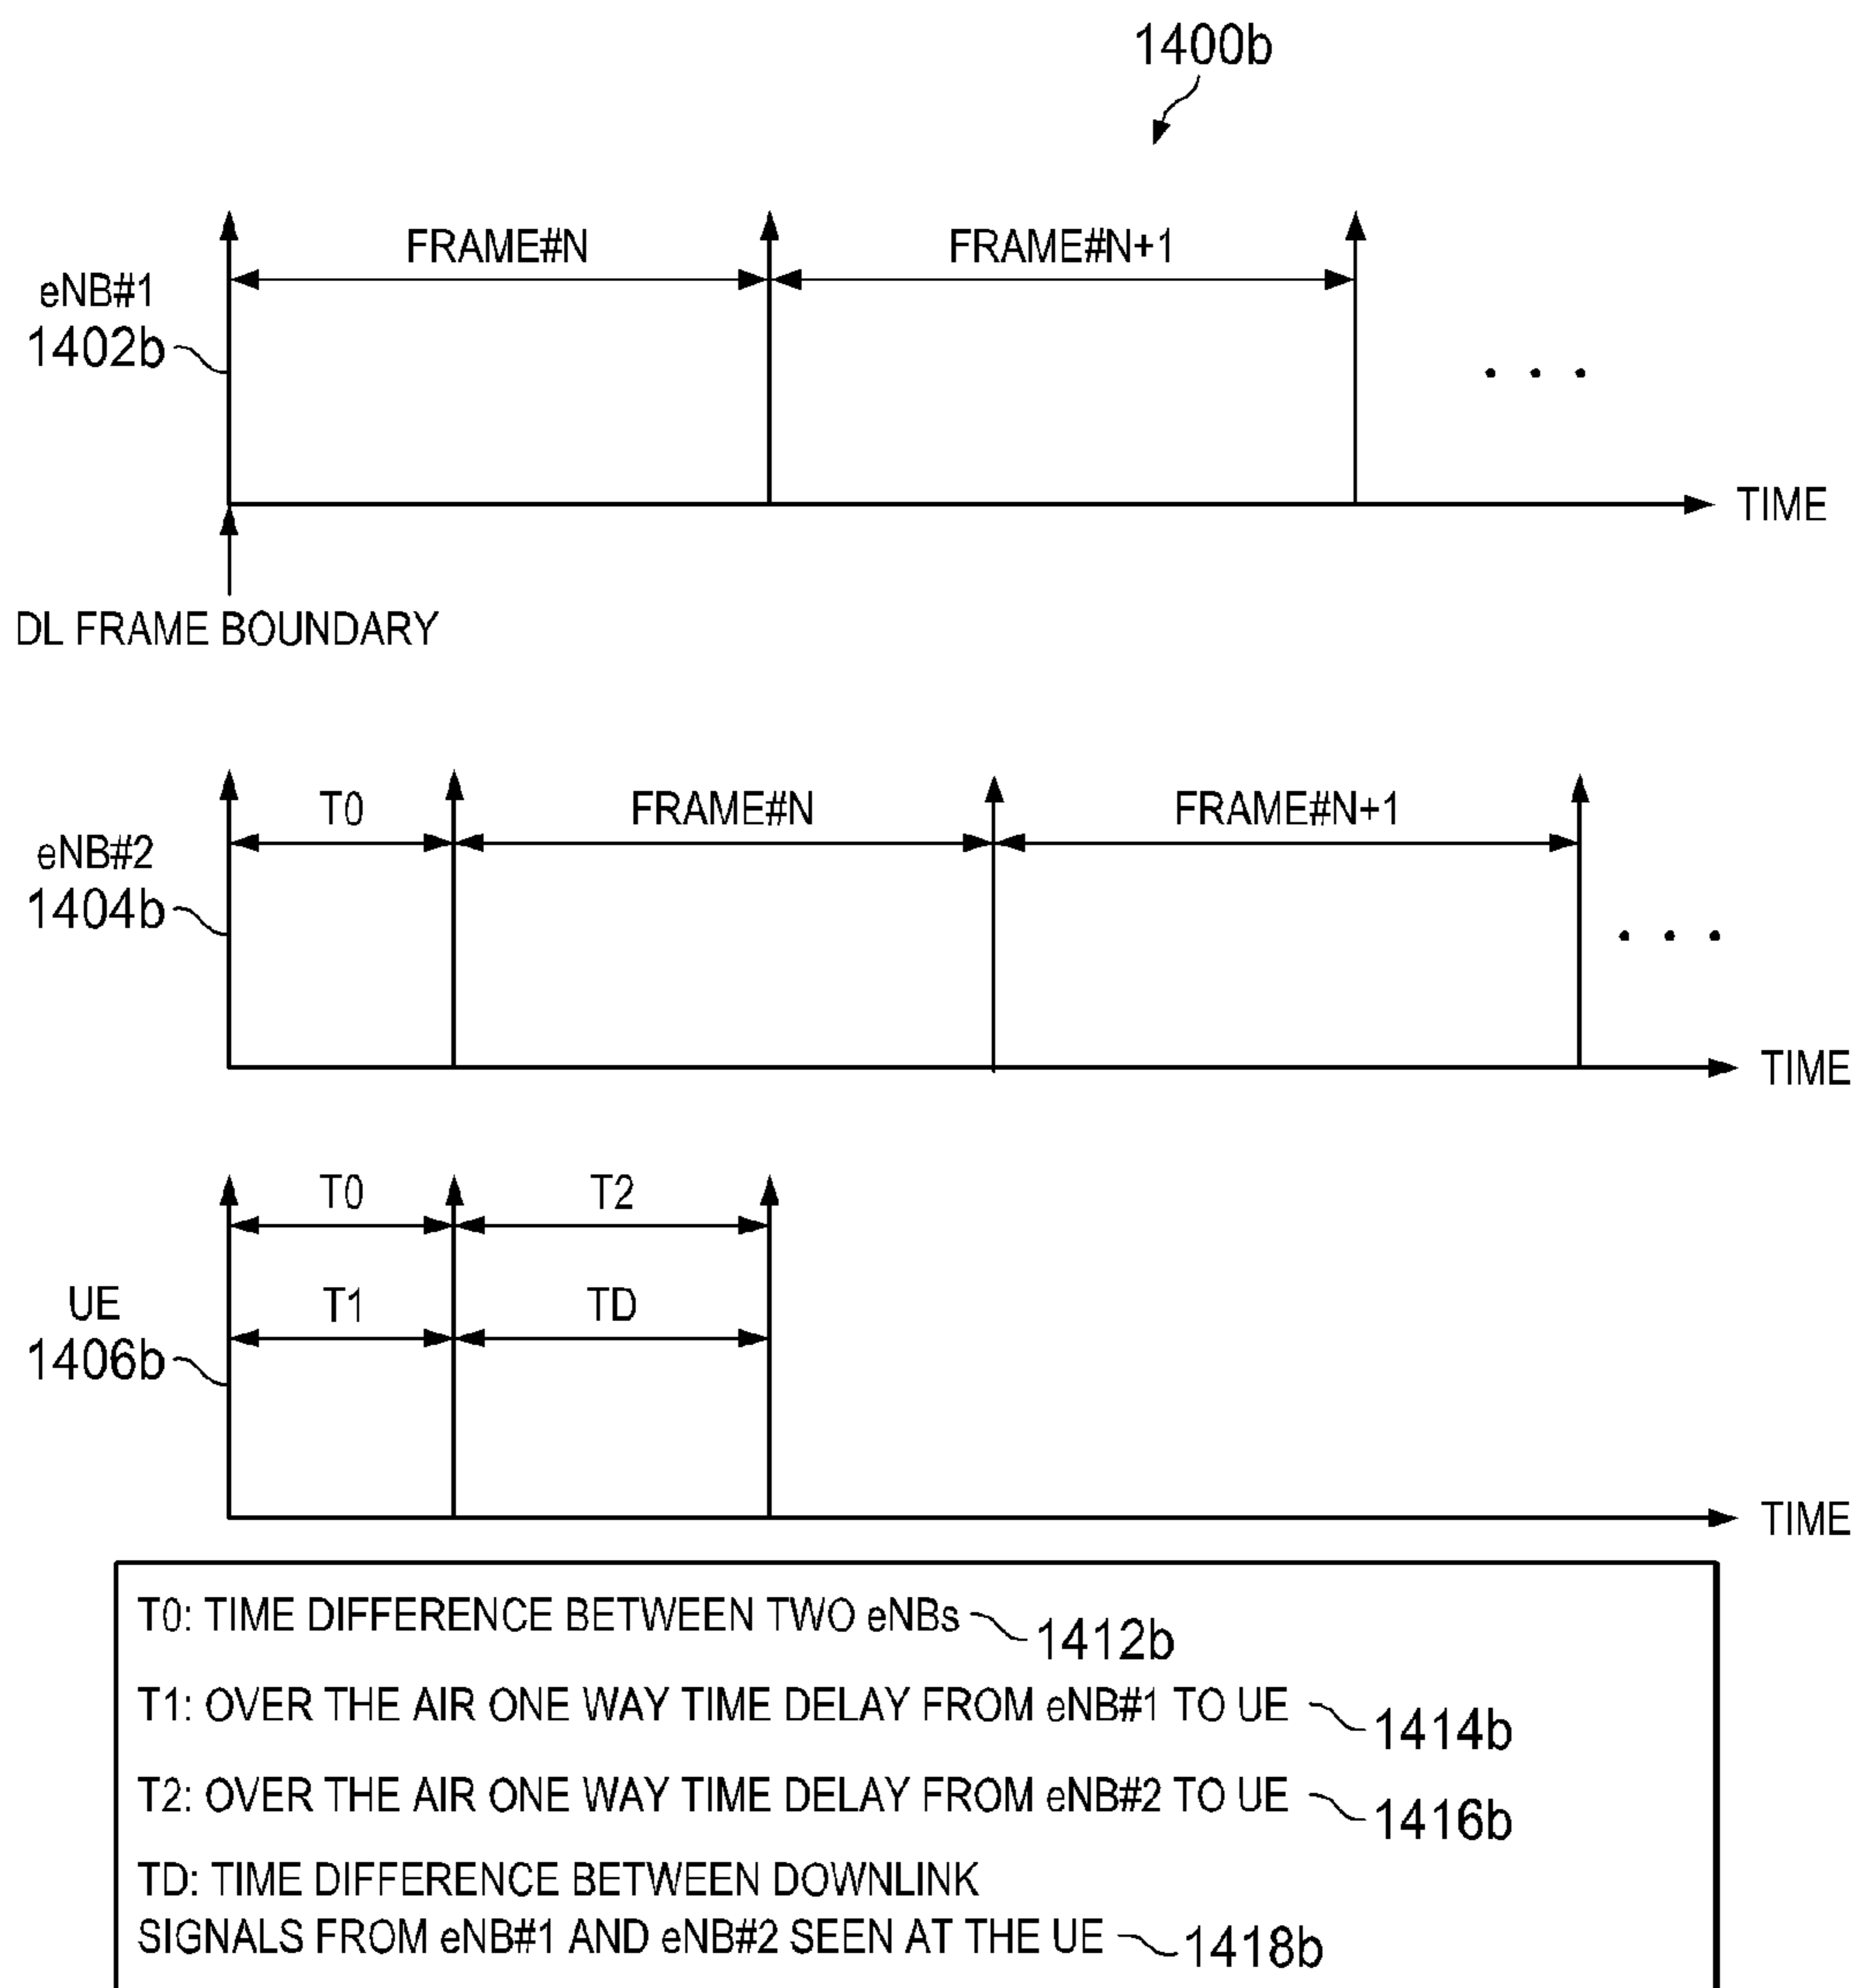 1400b
FRAME#N
FRAME#N+1
eNB#1
1402b
. . .
TIME
DL FRAME BOUNDARY
T0
FRAME#N
FRAME#N+1
eNB#2
1404b
. . .
TIME
T0
T2
T1
TD
UE
1406b
TIME
T0: TIME DIFFERENCE BETWEEN TWO eNBs 1412b
T1: OVER THE AIR ONE WAY TIME DELAY FROM eNB#1 TO UE 1414b
T2: OVER THE AIR ONE WAY TIME DELAY FROM eNB#2 TO UE 1416b
TD: TIME DIFFERENCE BETWEEN DOWNLINK
SIGNALS FROM eNB#1 AND eNB#2 SEEN AT THE UE 1418b